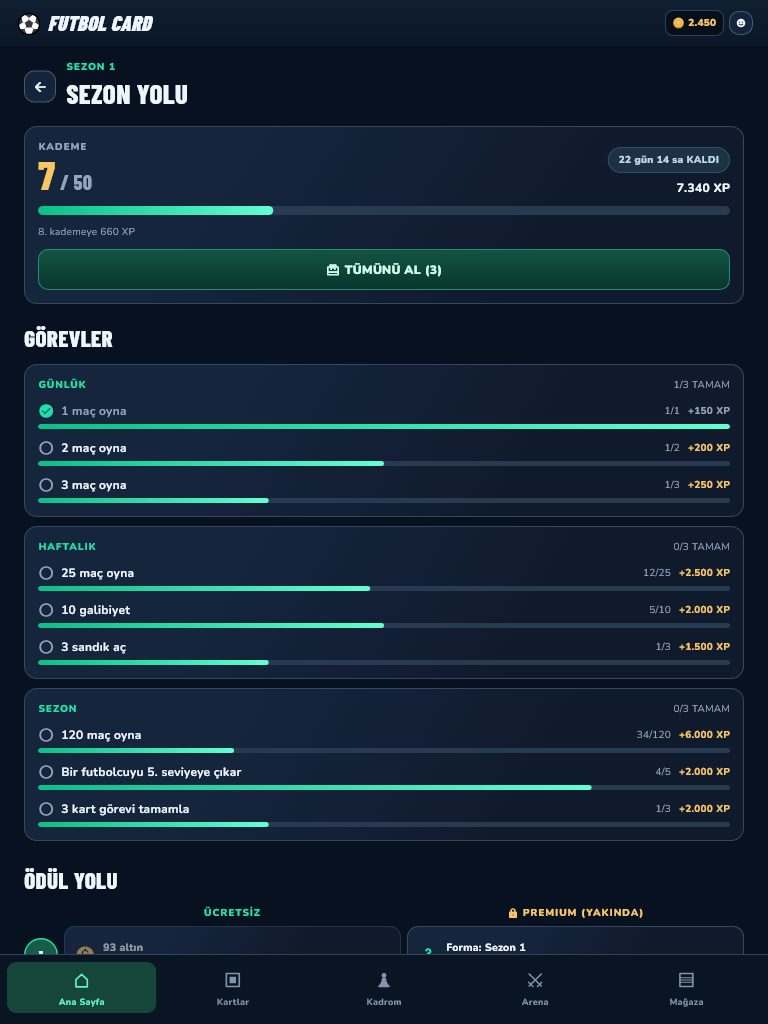 FUTBOL CARD
2.450
SEZON 1
SEZON YOLU
KADEME
7 / 50
22 gün 14 sa KALDI
7.340 XP
8. kademeye 660 XP
TÜMÜNÜ AL (3)
GÖREVLER
GÜNLÜK 1/3 TAMAM
1 maç oyna 1/1 +150 XP
2 maç oyna 1/2 +200 XP
3 maç oyna 1/3 +250 XP
HAFTALIK 0/3 TAMAM
25 maç oyna 12/25 +2.500 XP
10 galibiyet 5/10 +2.000 XP
3 sandık aç 1/3 +1.500 XP
SEZON 0/3 TAMAM
120 maç oyna 34/120 +6.000 XP
Bir futbolcuyu 5. seviyeye çıkar 4/5 +2.000 XP
3 kart görevi tamamla 1/3 +2.000 XP
ÖDÜL YOLU
ÜCRETSİZ PREMIUM (YAKINDA)
93 altın Forma: Sezon 1
Ana Sayfa Kartlar Kadrom Arena Mağaza